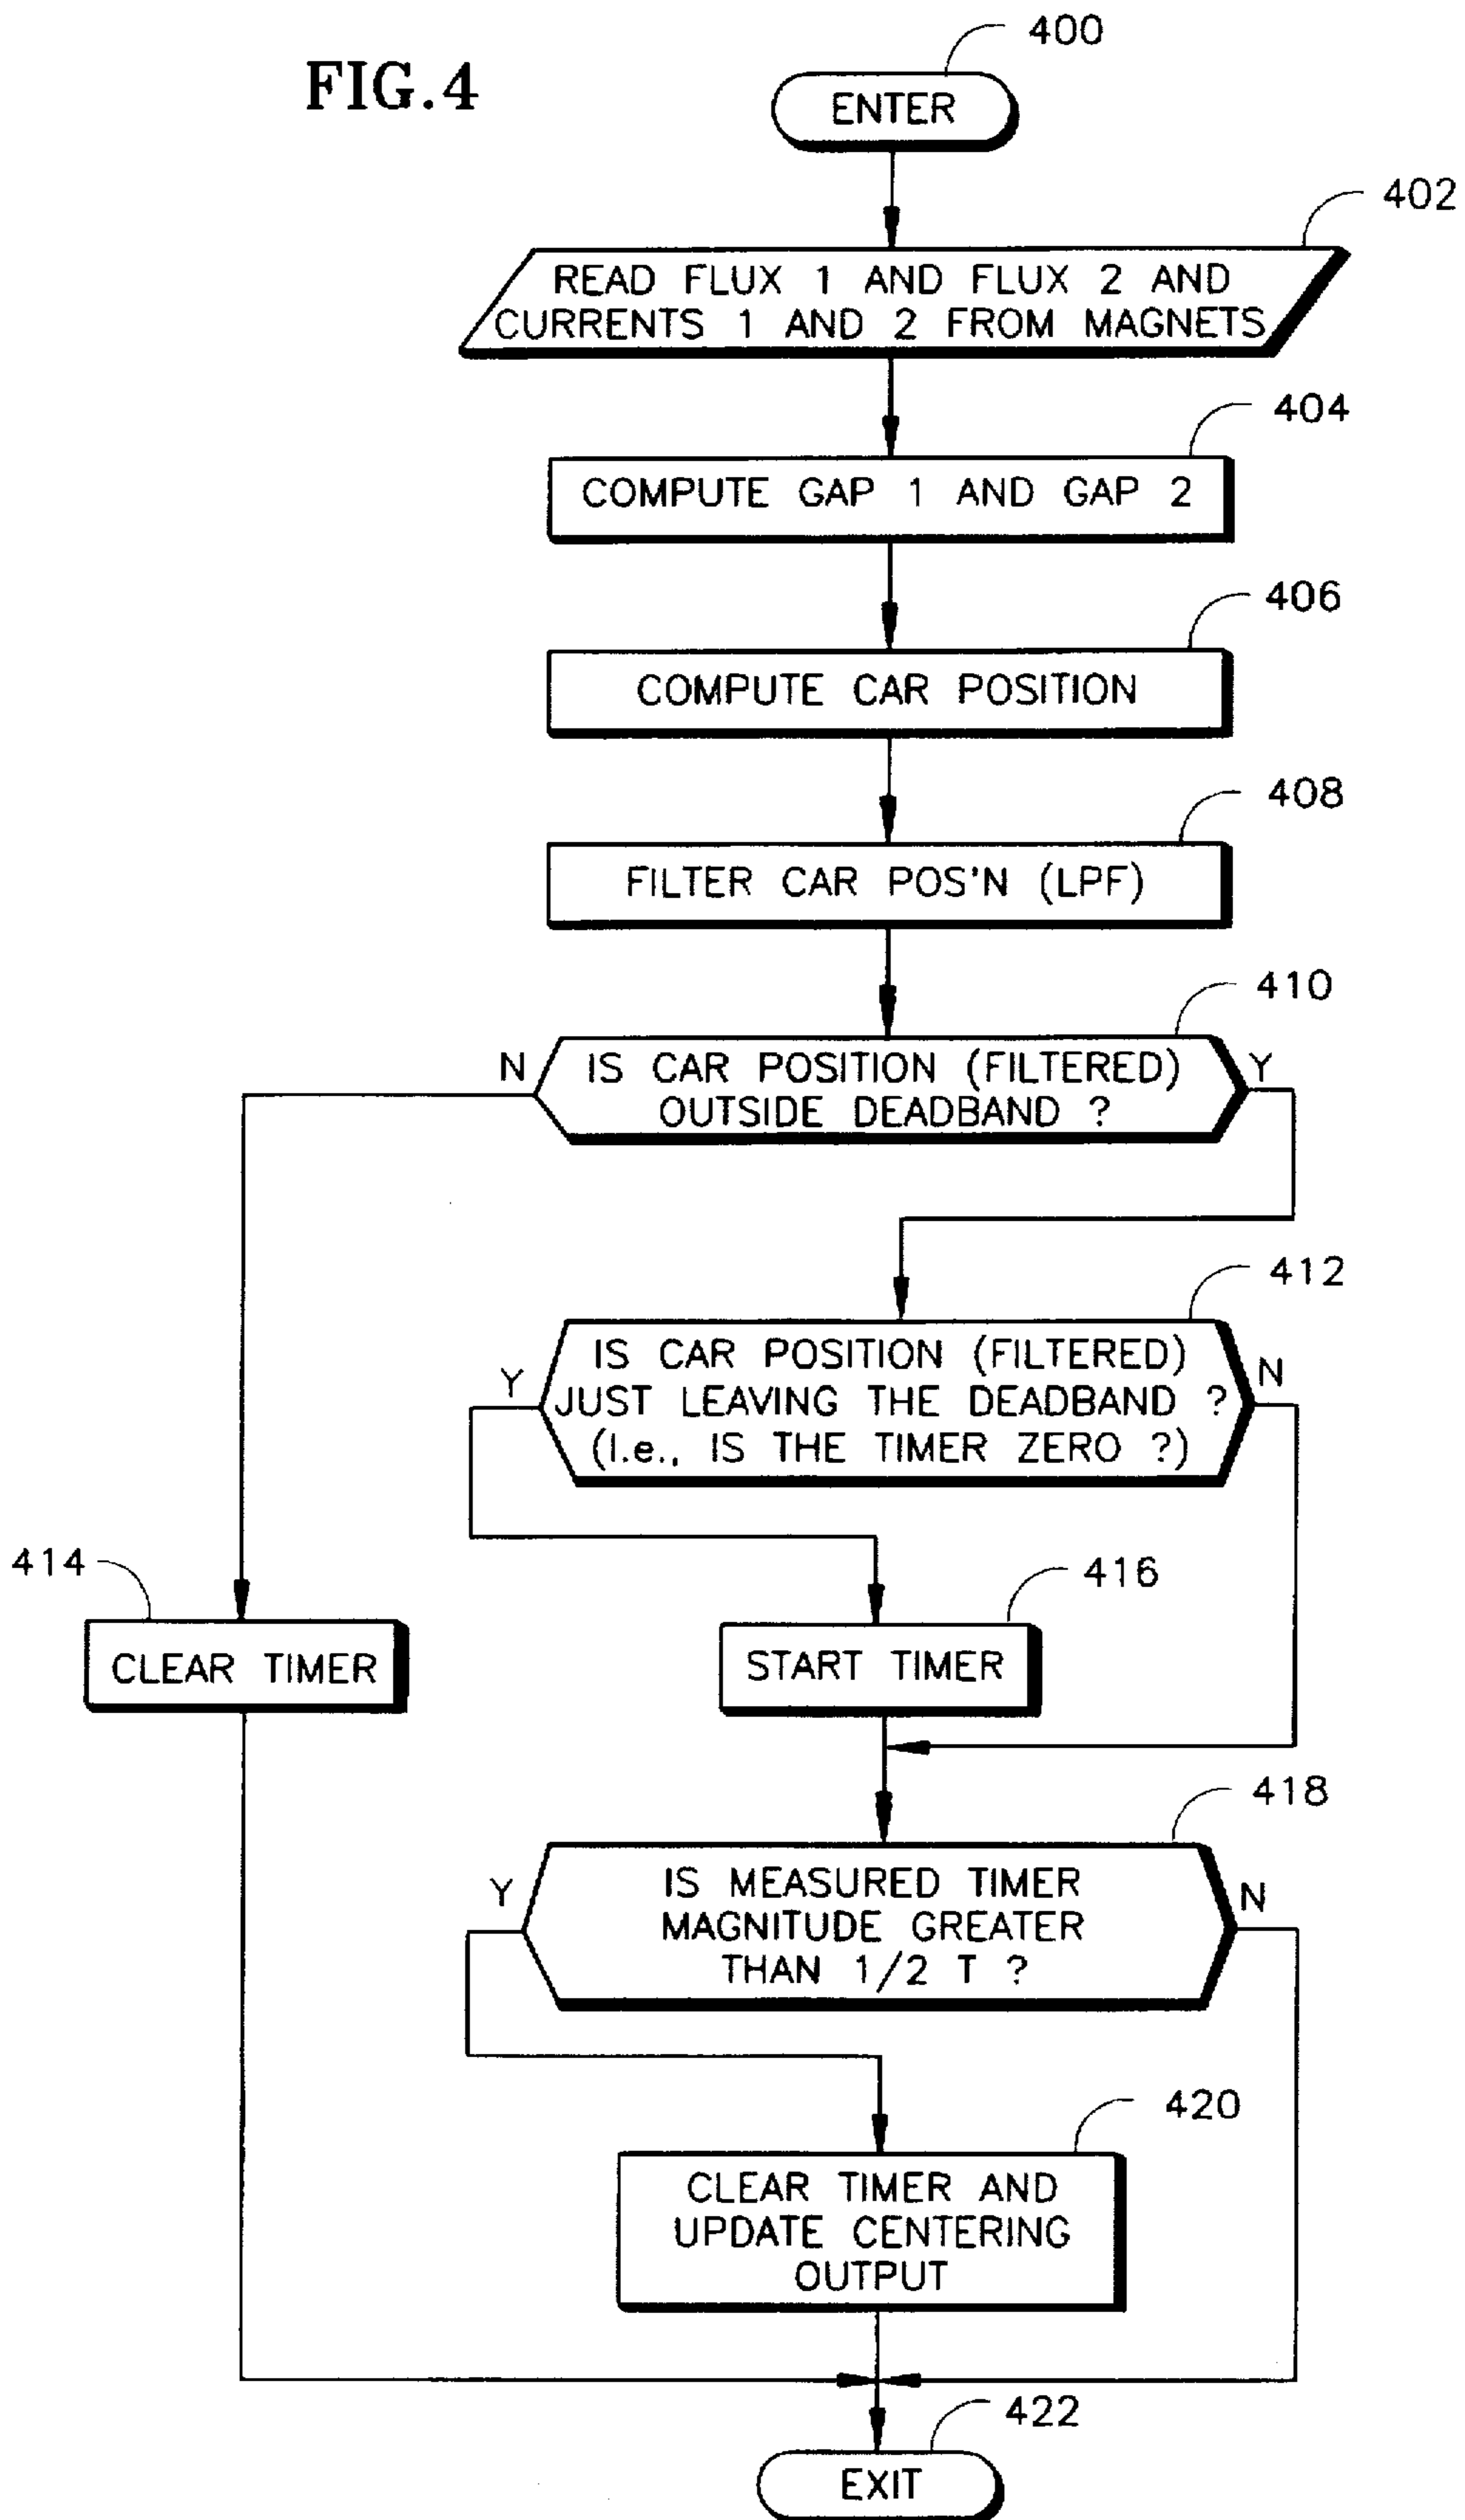 FIG.4
400
ENTER
402
READ FLUX 1 AND FLUX 2 AND
CURRENTS 1 AND 2 FROM MAGNETS
404
COMPUTE GAP 1 AND GAP 2
406
COMPUTE CAR POSITION
408
FILTER CAR POS'N (LPF)
410
N
IS CAR POSITION (FILTERED)
OUTSIDE DEADBAND ?
Y
412
Y
IS CAR POSITION (FILTERED)
JUST LEAVING THE DEADBAND ?
(I.e., IS THE TIMER ZERO ?)
N
414
CLEAR TIMER
416
START TIMER
418
Y
IS MEASURED TIMER
MAGNITUDE GREATER
THAN 1/2 T ?
N
420
CLEAR TIMER AND
UPDATE CENTERING
OUTPUT
422
EXIT